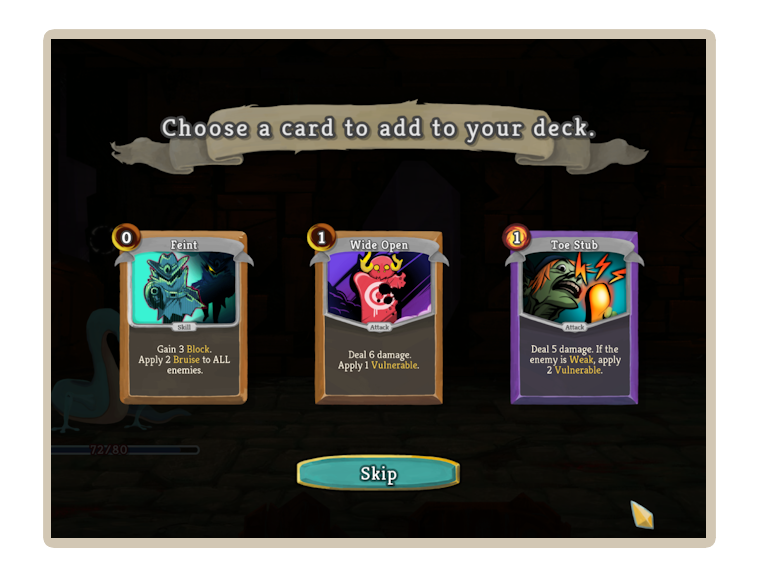 Choose a card to add to your deck.
0
Feint
Skill
Gain 3 Block.
Apply 2 Bruise to ALL
enemies.
1
Wide Open
Attack
Deal 6 damage.
Apply 1 Vulnerable.
1
Toe Stub
Attack
Deal 5 damage. If the
enemy is Weak, apply
2 Vulnerable.
72/80
Skip